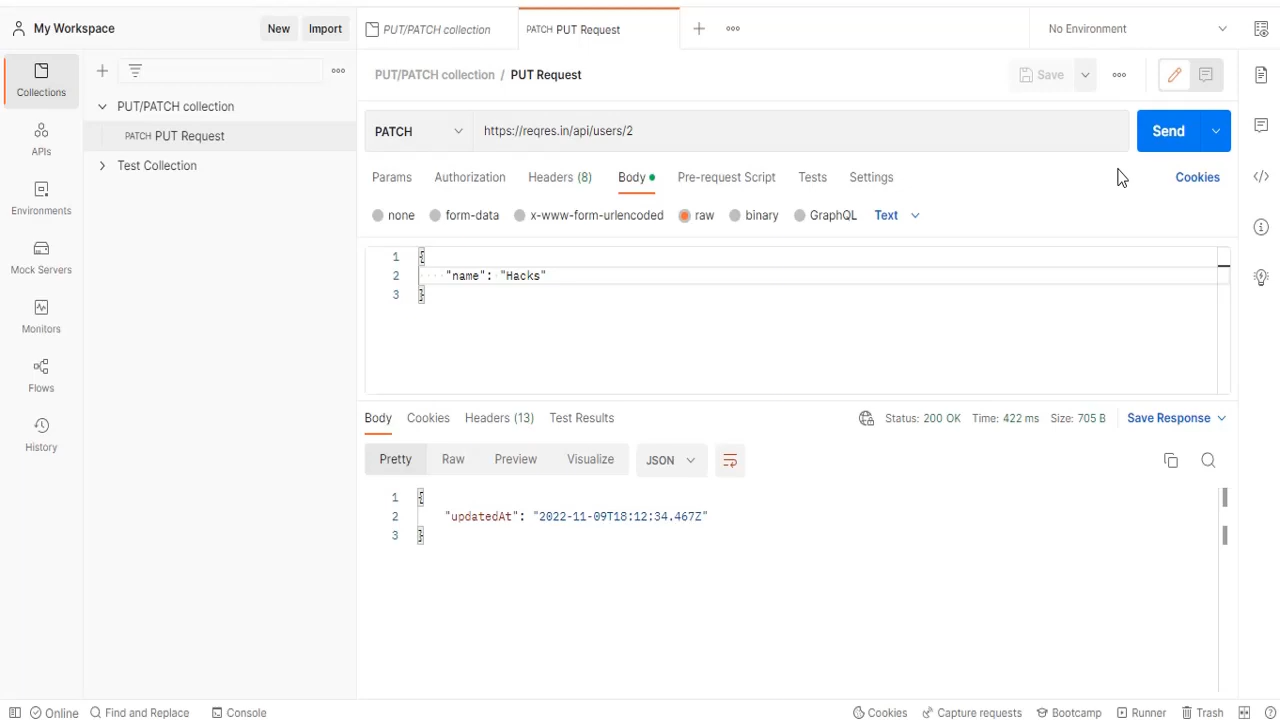 My Workspace
New
Import
PUT/PATCH collection
PATCH PUT Request
No Environment
Collections
APIs
Environments
Mock Servers
Monitors
Flows
History
PUT/PATCH collection
PATCH PUT Request
Test Collection
PUT/PATCH collection / PUT Request
Save
PATCH
https://reqres.in/api/users/2
Send
Params
Authorization
Headers (8)
Body
Pre-request Script
Tests
Settings
Cookies
none
form-data
x-www-form-urlencoded
raw
binary
GraphQL
Text
1 {
2 "name": "Hacks"
3 }
Body
Cookies
Headers (13)
Test Results
Status: 200 OK
Time: 422 ms
Size: 705 B
Save Response
Pretty
Raw
Preview
Visualize
JSON
1 {
2 "updatedAt": "2022-11-09T18:12:34.467Z"
3 }
Online
Find and Replace
Console
Cookies
Capture requests
Bootcamp
Runner
Trash